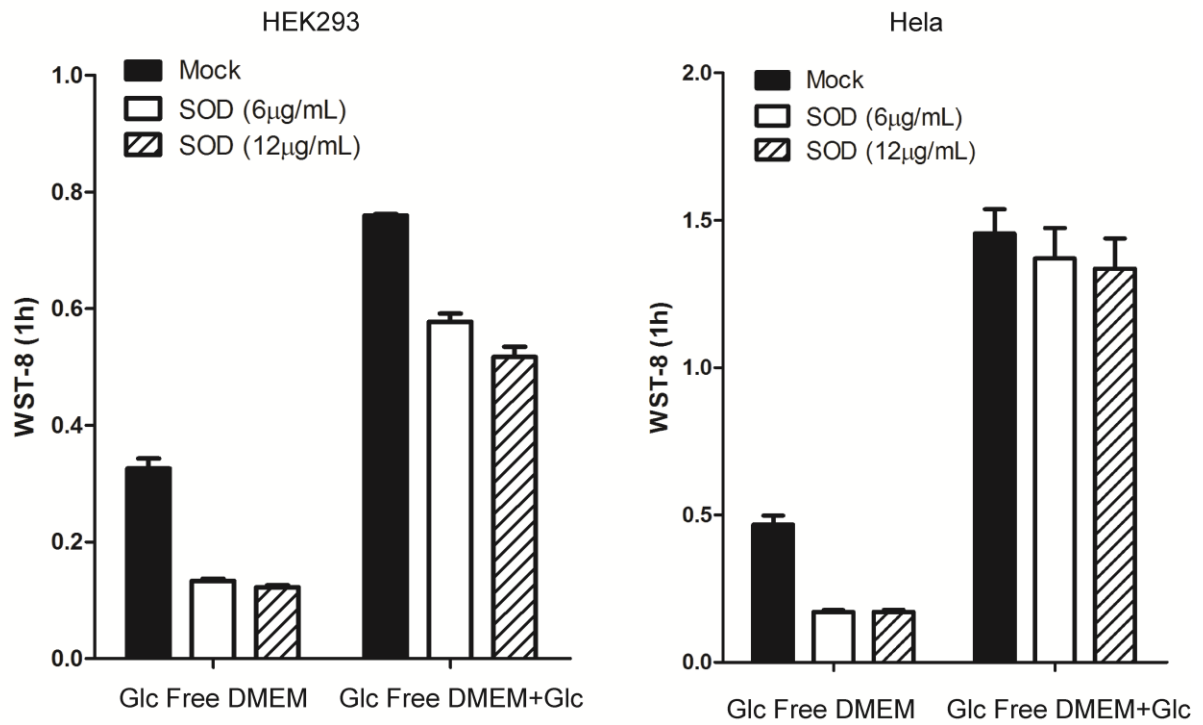 HEK293
Mock
SOD (6μg/mL)
SOD (12μg/mL)
WST-8 (1h)
1.0
0.8
0.6
0.4
0.2
0.0
Glc Free DMEM
Glc Free DMEM+Glc
Hela
Mock
SOD (6μg/mL)
SOD (12μg/mL)
WST-8 (1h)
2.0
1.5
1.0
0.5
0.0
Glc Free DMEM
Glc Free DMEM+Glc